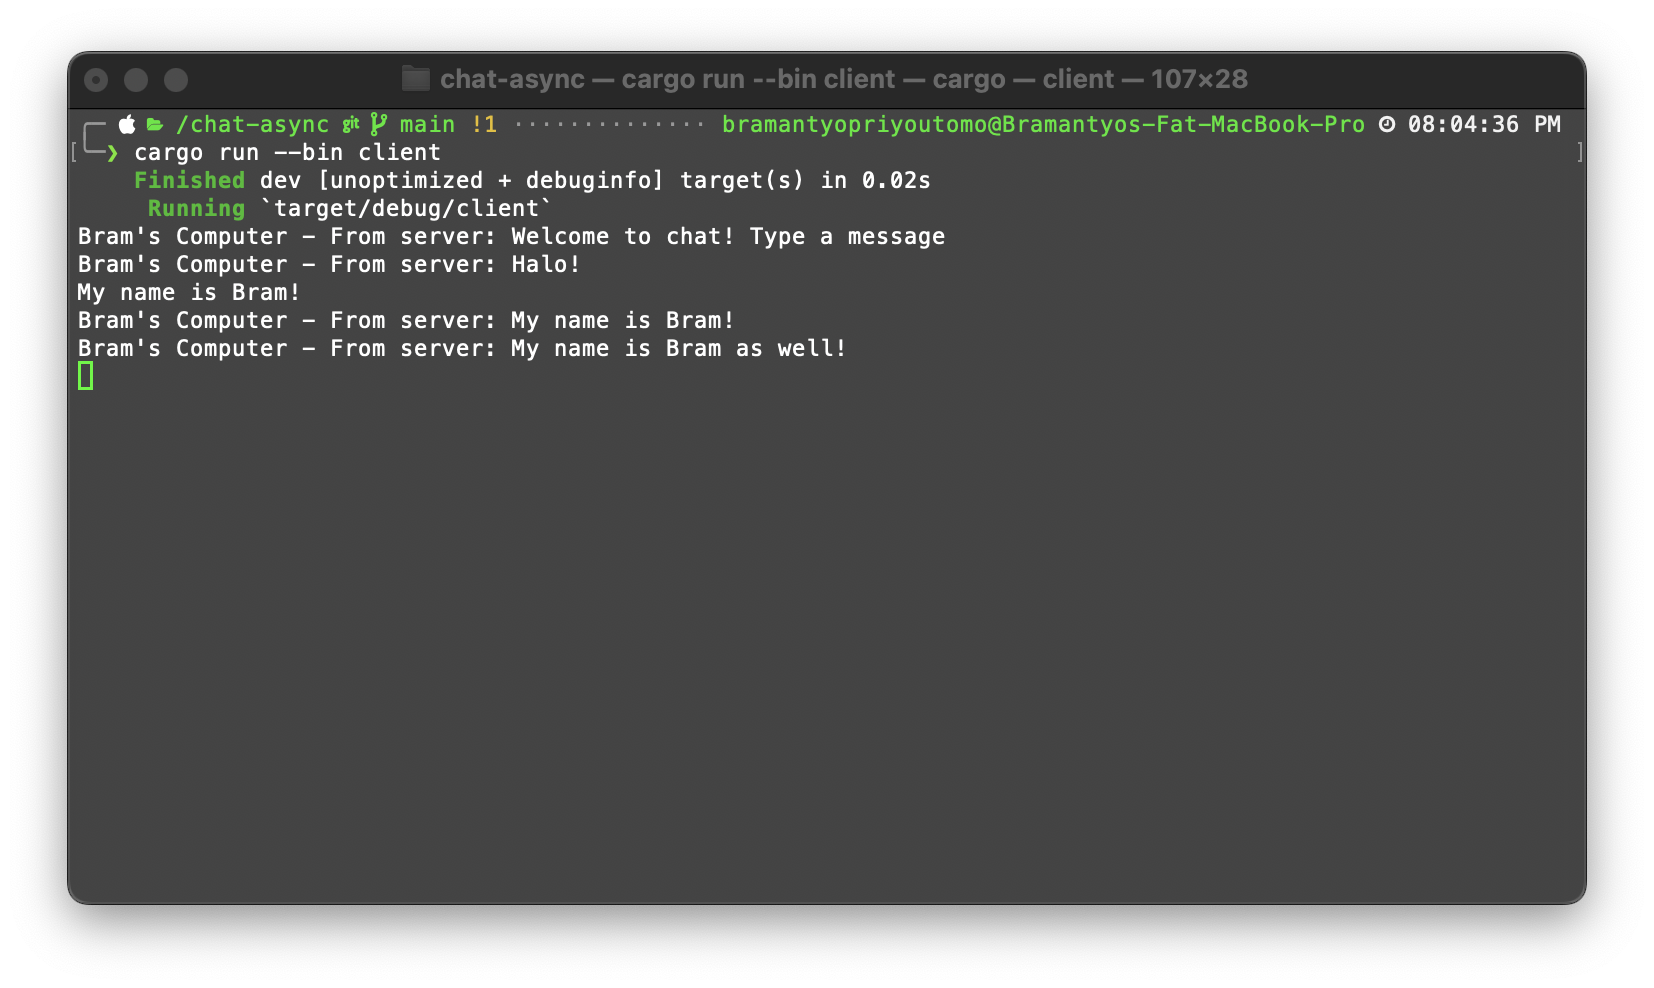 chat-async — cargo run --bin client — cargo — client — 107×28
/chat-async git main !1 ·············· bramantyopriyoutomo@Bramantyos-Fat-MacBook-Pro 08:04:36 PM
[ ❯ cargo run --bin client ]
Finished dev [unoptimized + debuginfo] target(s) in 0.02s
Running `target/debug/client`
Bram's Computer - From server: Welcome to chat! Type a message
Bram's Computer - From server: Halo!
My name is Bram!
Bram's Computer - From server: My name is Bram!
Bram's Computer - From server: My name is Bram as well!